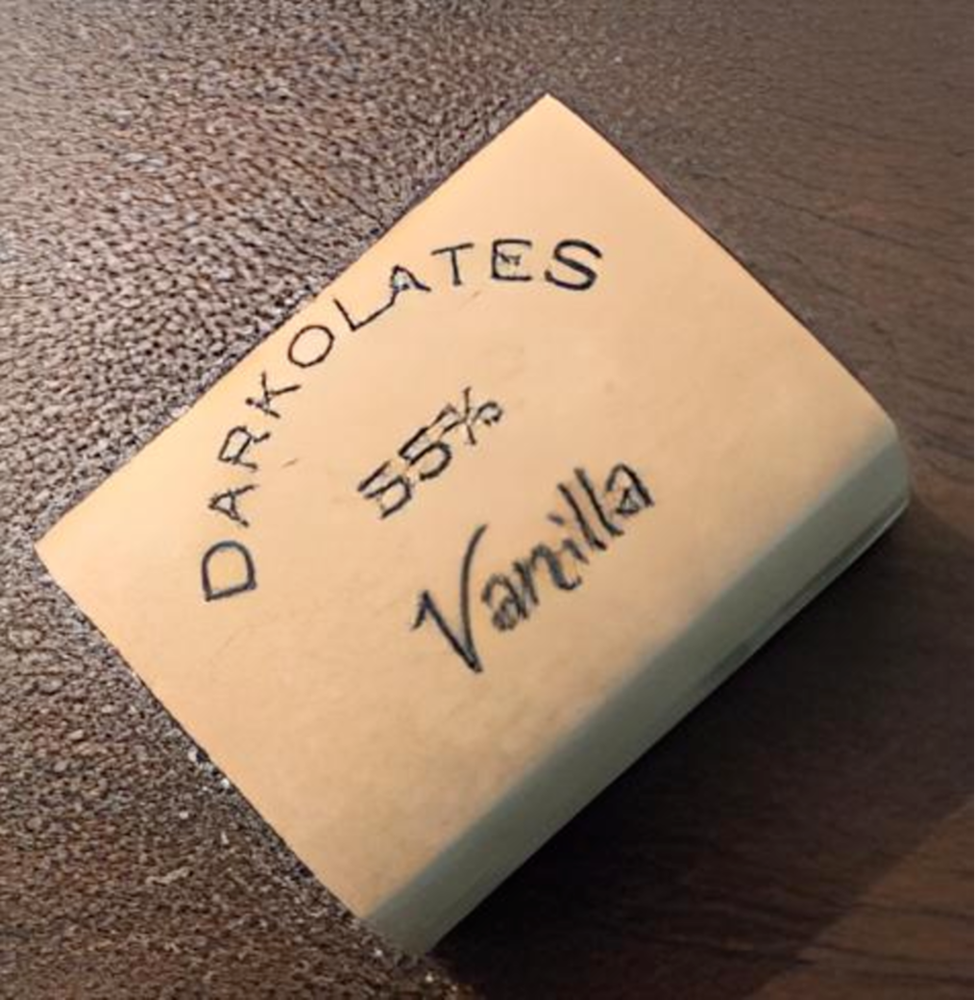 DARKOLATES
55%
Vanilla